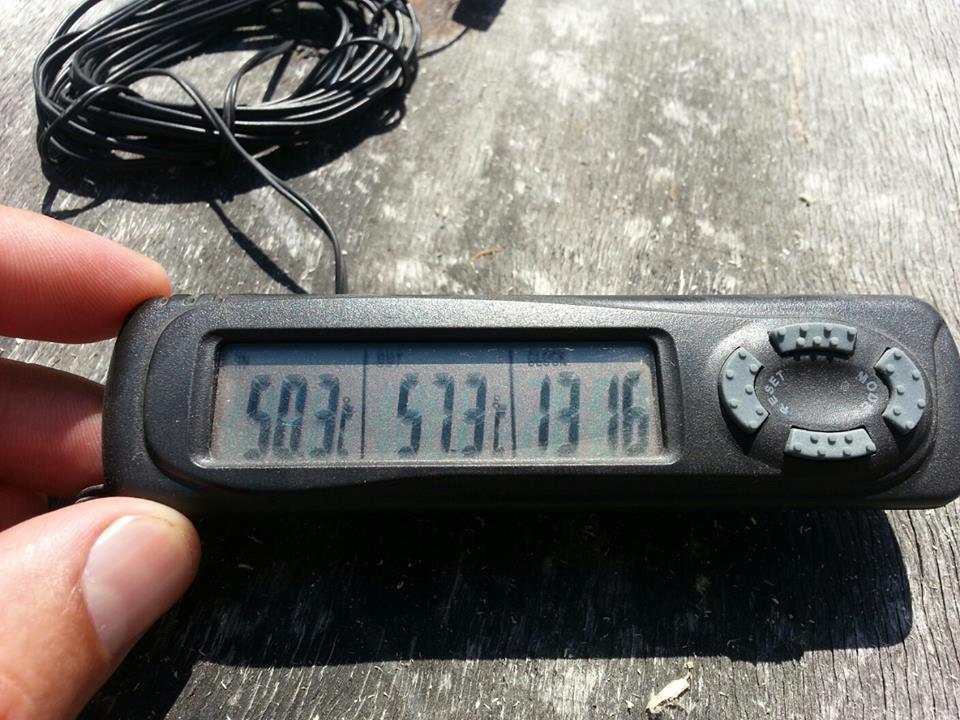 IN OUT CLOCK
50.3°C 57.3°C 13 16
RESET MODE